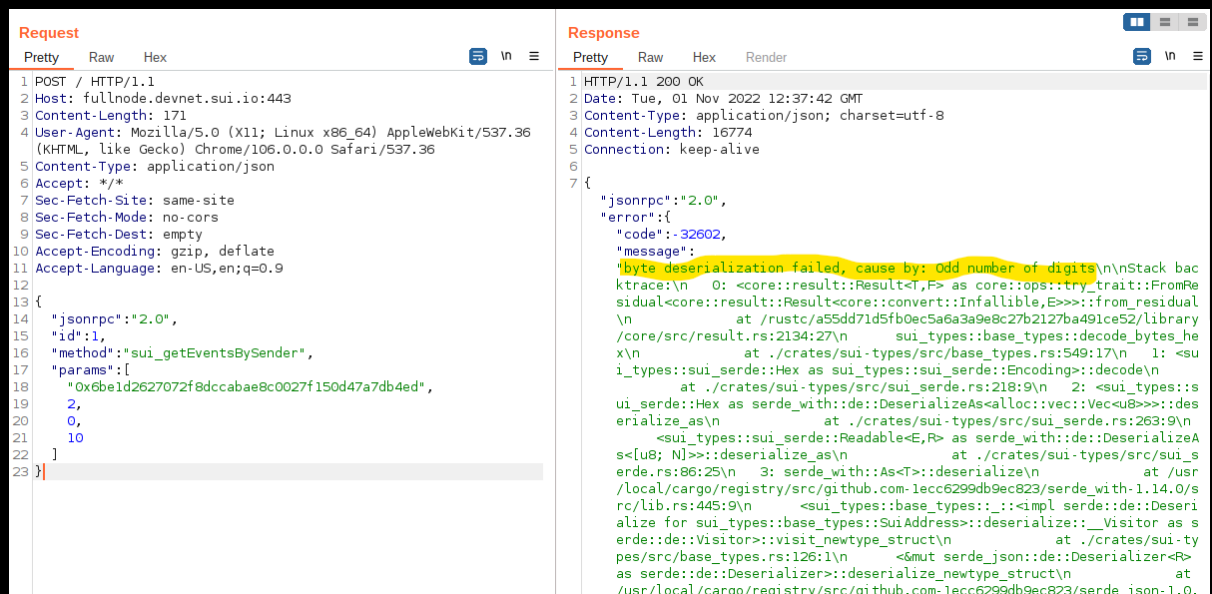 Request
Pretty Raw Hex \n
1 POST / HTTP/1.1
2 Host: fullnode.devnet.sui.io:443
3 Content-Length: 171
4 User-Agent: Mozilla/5.0 (X11; Linux x86_64) AppleWebKit/537.36
(KHTML, like Gecko) Chrome/106.0.0.0 Safari/537.36
5 Content-Type: application/json
6 Accept: */*
7 Sec-Fetch-Site: same-site
8 Sec-Fetch-Mode: no-cors
9 Sec-Fetch-Dest: empty
10 Accept-Encoding: gzip, deflate
11 Accept-Language: en-US,en;q=0.9
12
13 {
14 "jsonrpc":"2.0",
15 "id":1,
16 "method":"sui_getEventsBySender",
17 "params":[
18 "0x6be1d2627072f8dccabae8c0027f150d47a7db4ed",
19 2,
20 0,
21 10
22 ]
23 }
Response
Pretty Raw Hex Render \n
1 HTTP/1.1 200 OK
2 Date: Tue, 01 Nov 2022 12:37:42 GMT
3 Content-Type: application/json; charset=utf-8
4 Content-Length: 16774
5 Connection: keep-alive
6
7 {
"jsonrpc":"2.0",
"error":{
"code":-32602,
"message":
"byte deserialization failed, cause by: Odd number of digits\n\nStack bac
ktrace:\n 0: <core::result::Result<T,F> as core::ops::try_trait::FromRe
sidual<core::result::Result<core::convert::Infallible,E>>>::from_residual
\n at /rustc/a55dd71d5fb0ec5a6a3a9e8c27b2127ba491ce52/library
/core/src/result.rs:2134:27\n sui_types::base_types::decode_bytes_he
x\n at ./crates/sui-types/src/base_types.rs:549:17\n 1: <su
i_types::sui_serde::Hex as sui_types::sui_serde::Encoding>::decode\n
at ./crates/sui-types/src/sui_serde.rs:218:9\n 2: <sui_types::s
ui_serde::Hex as serde_with::de::DeserializeAs<alloc::vec::Vec<u8>>>::des
erialize_as\n at ./crates/sui-types/src/sui_serde.rs:263:9\n
<sui_types::sui_serde::Readable<E,R> as serde_with::de::DeserializeA
s<[u8; N]>>::deserialize_as\n at ./crates/sui-types/src/sui_s
erde.rs:86:25\n 3: serde_with::As<T>::deserialize\n at /usr
/local/cargo/registry/src/github.com-1ecc6299db9ec823/serde_with-1.14.0/s
rc/lib.rs:445:9\n <sui_types::base_types::_::<impl serde::de::Deseri
alize for sui_types::base_types::SuiAddress>::deserialize::__Visitor as s
erde::de::Visitor>::visit_newtype_struct\n at ./crates/sui-ty
pes/src/base_types.rs:126:1\n <&mut serde_json::de::Deserializer<R>
as serde::de::Deserializer>::deserialize_newtype_struct\n at
/usr/local/cargo/registry/src/github.com-1ecc6299db9ec823/serde_json-1.0.